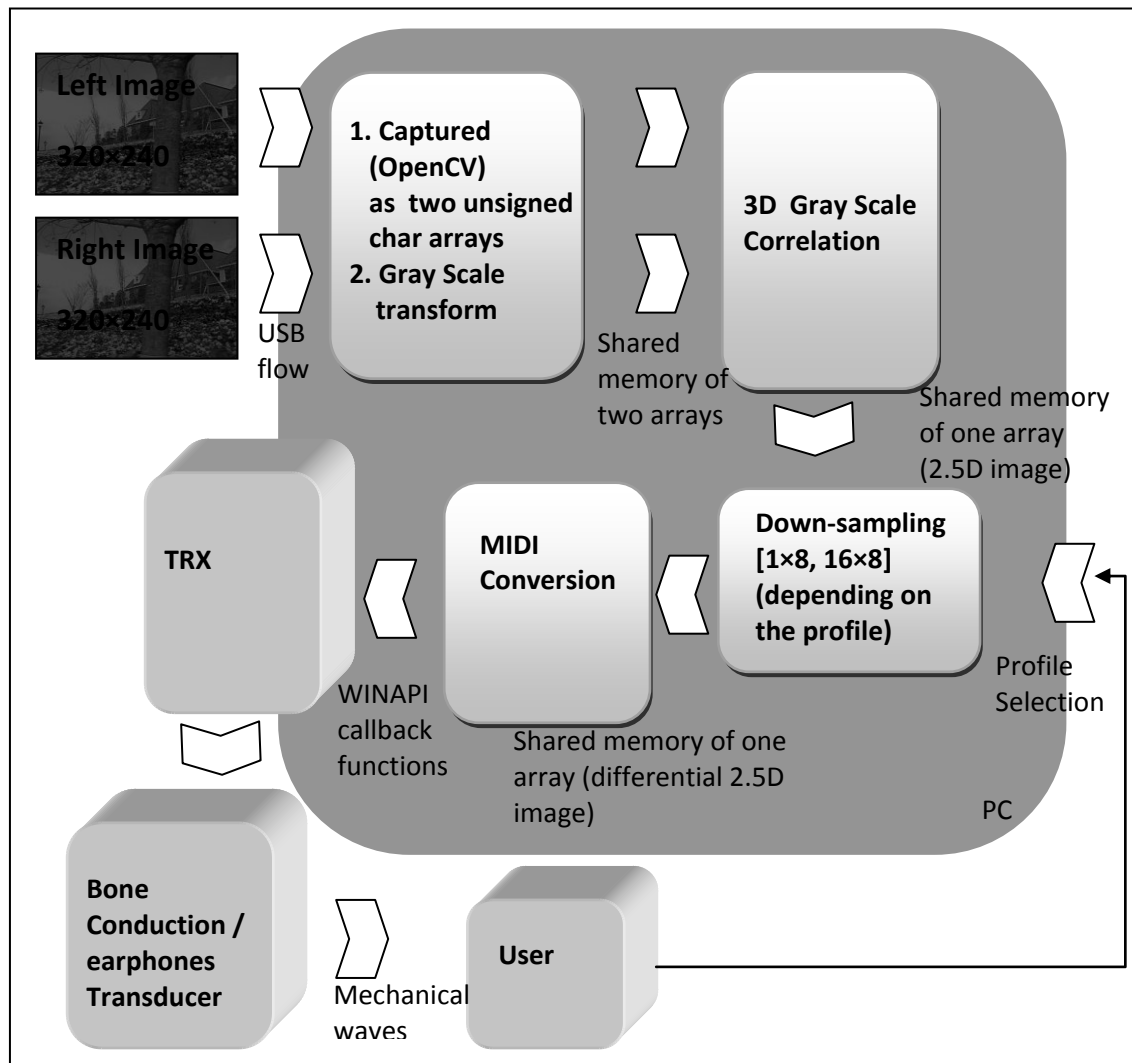 Left Image
320×240
Right Image
320×240
USB
flow
1. Captured
(OpenCV)
as two unsigned
char arrays
2. Gray Scale
transform
Shared
memory of
two arrays
3D Gray Scale
Correlation
Shared memory
of one array
(2.5D image)
Down-sampling
[1×8, 16×8]
(depending on
the profile)
Profile
Selection
MIDI
Conversion
Shared memory of one
array (differential 2.5D
image)
WINAPI
callback
functions
TRX
PC
Bone
Conduction /
earphones
Transducer
Mechanical
waves
User